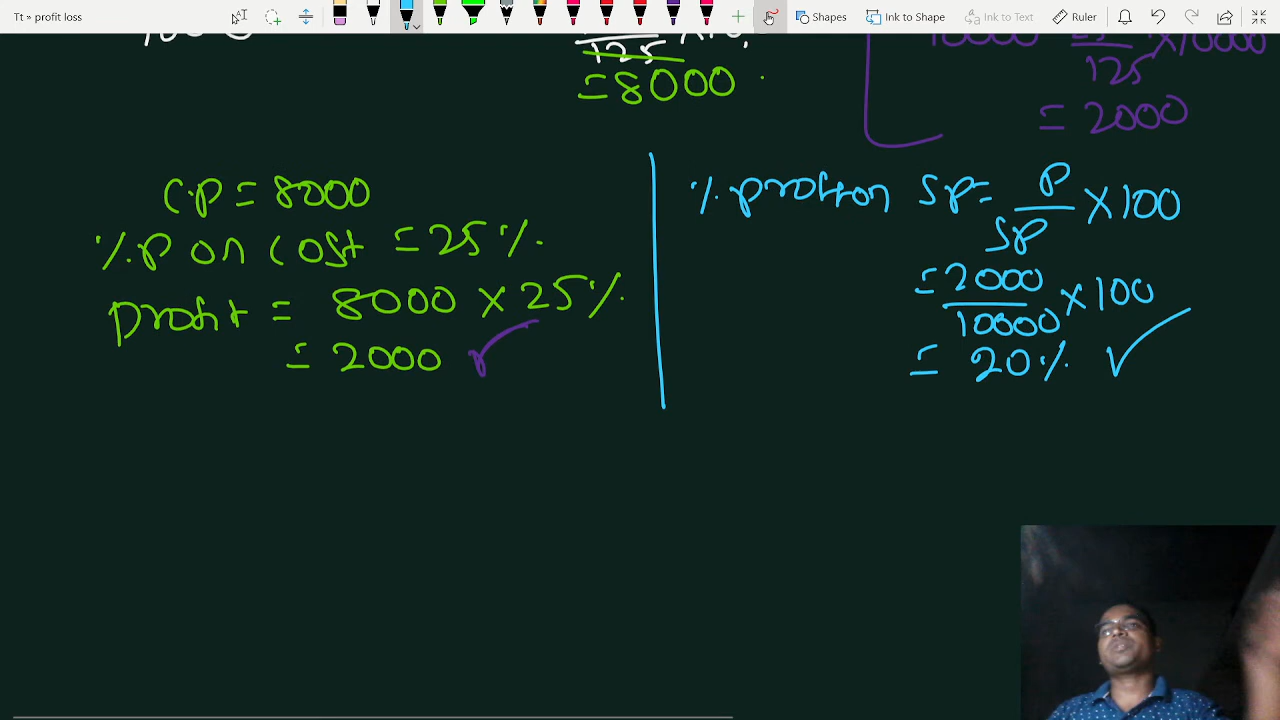 Tt » profit loss
Shapes
Ink to Shape
Ink to Text
Ruler
125
=8000
125
= 2000
C.P = 8000
%P on Cost = 25%
Profit = 8000 × 25%
= 2000 ✓
% profit on SP = P/SP × 100
= 2000/10000 × 100
= 20% ✓